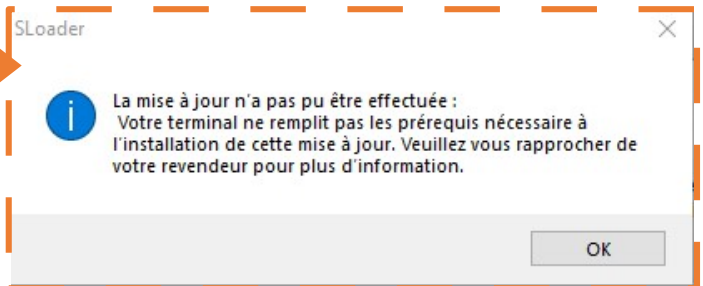 SLoader
La mise à jour n'a pas pu être effectuée :
Votre terminal ne remplit pas les prérequis nécessaire à
l'installation de cette mise à jour. Veuillez vous rapprocher de
votre revendeur pour plus d'information.
OK